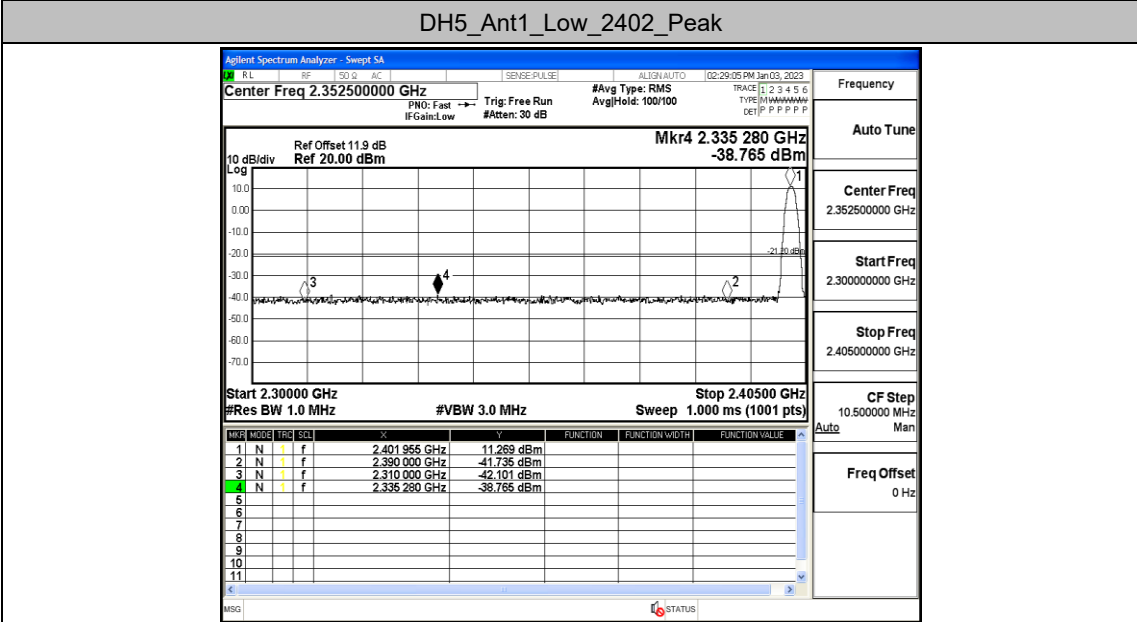 DH5_Ant1_Low_2402_Peak
Agilent Spectrum Analyzer - Swept SA
LXI RL RF 50 Ω AC SENSE:PULSE ALIGNAUTO 02:29:05 PM Jan 03, 2023
Center Freq 2.352500000 GHz
#Avg Type: RMS
TRACE 1 2 3 4 5 6
PNO: Fast
Trig: Free Run
Avg|Hold: 100/100
TYPE MWWWWW
IFGain:Low
#Atten: 30 dB
DET P P P P P P
Mkr4 2.335 280 GHz
-38.765 dBm
Ref Offset 11.9 dB
10 dB/div Ref 20.00 dBm
Log
10.0
0.00
-10.0
-20.0
-30.0
-40.0
-50.0
-60.0
-70.0
1
-21.20 dBm
3
4
2
Start 2.30000 GHz Stop 2.40500 GHz
#Res BW 1.0 MHz #VBW 3.0 MHz Sweep 1.000 ms (1001 pts)
MKR MODE TRC SCL X Y FUNCTION FUNCTION WIDTH FUNCTION VALUE
1 N 1 f 2.401 955 GHz 11.269 dBm
2 N 1 f 2.390 000 GHz -41.735 dBm
3 N 1 f 2.310 000 GHz -42.101 dBm
4 N 1 f 2.335 280 GHz -38.765 dBm
5
6
7
8
9
10
11
MSG STATUS
Frequency
Auto Tune
Center Freq
2.352500000 GHz
Start Freq
2.300000000 GHz
Stop Freq
2.405000000 GHz
CF Step
10.500000 MHz
Auto Man
Freq Offset
0 Hz